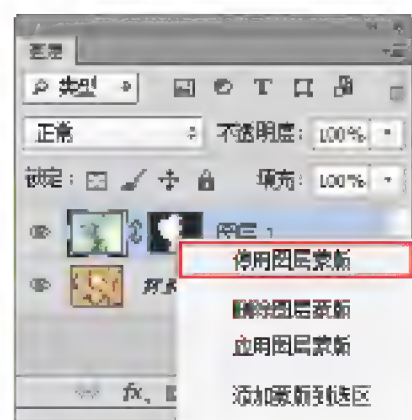 图层
类型
T
正常 不透明度: 100%
锁定: 填充: 100%
图层 1
停用图层蒙版
背景
删除图层蒙版
应用图层蒙版
添加蒙版到选区
fx